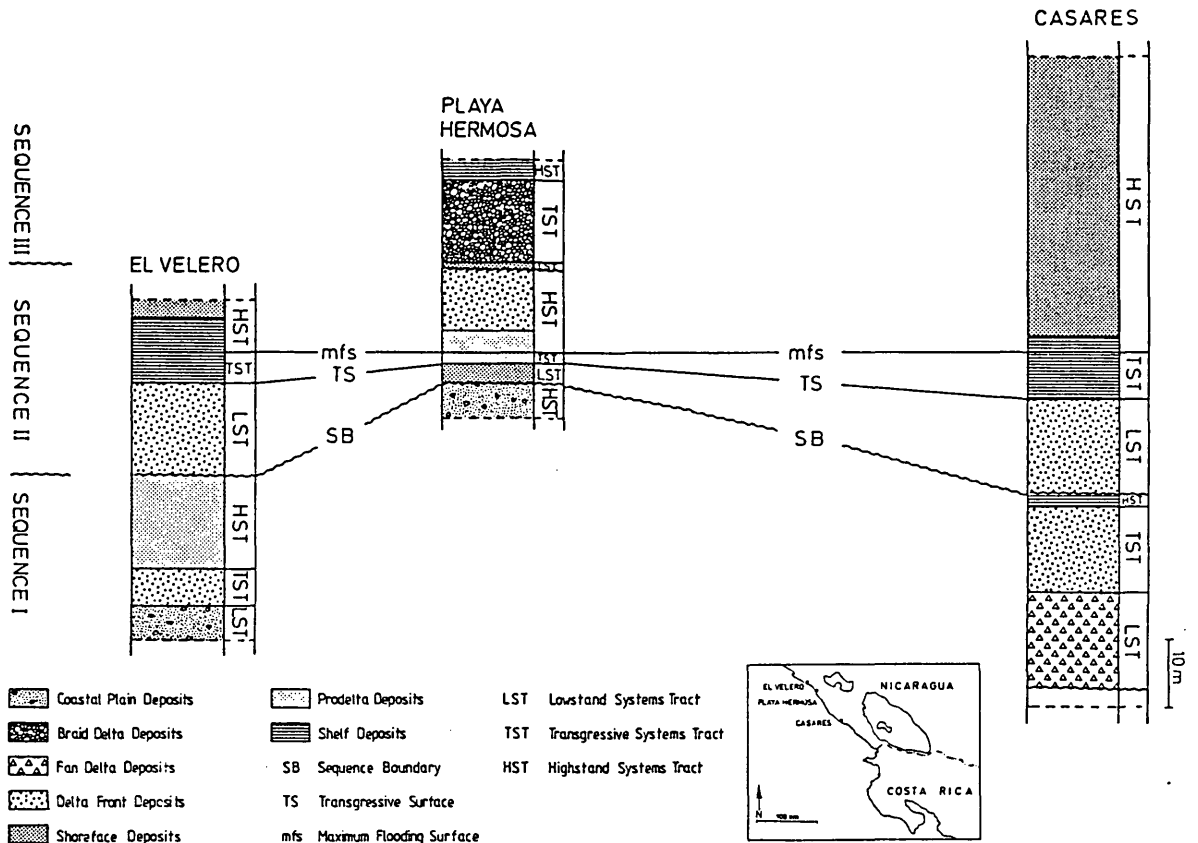 CASARES
PLAYA
HERMOSA
EL VELERO
SEQUENCE III
SEQUENCE II
SEQUENCE I
HST
TST
LST
HST
TST
LST
HST
TST
HST
TST
LST
HST
HST
TST
LST
HST
TST
LST
mfs
TS
SB
mfs
TS
SB
10 m
Coastal Plain Deposits
Braid Delta Deposits
Fan Delta Deposits
Delta Front Deposits
Shoreface Deposits
Prodelta Deposits
Shelf Deposits
SB Sequence Boundary
TS Transgressive Surface
mfs Maximum Flooding Surface
LST Lowstand Systems Tract
TST Transgressive Systems Tract
HST Highstand Systems Tract
EL VELERO
PLAYA HERMOSA
CASARES
NICARAGUA
COSTA RICA
N